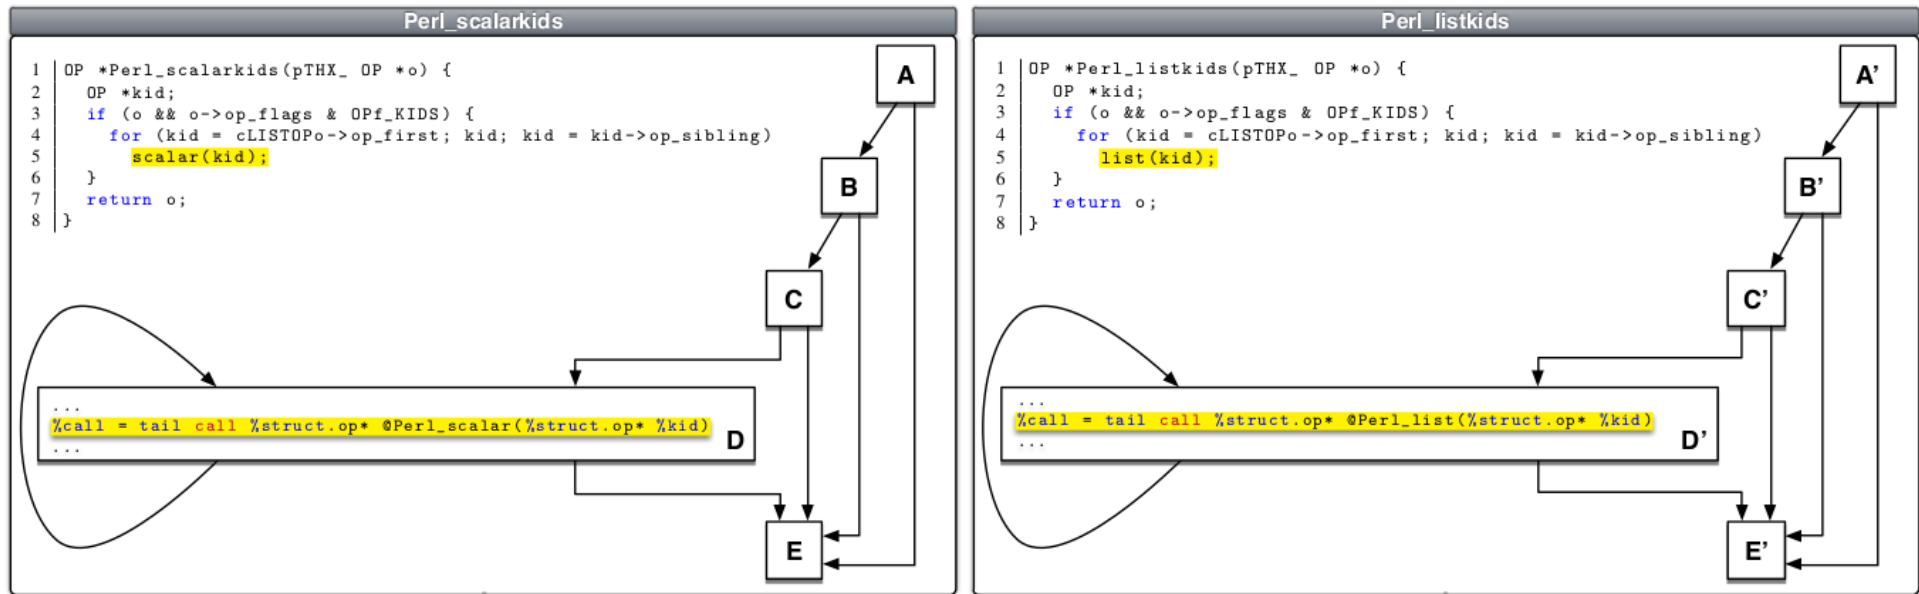 Perl_scalarkids
1 OP *Perl_scalarkids(pTHX_ OP *o) {
2 OP *kid;
3 if (o && o->op_flags & OPf_KIDS) {
4 for (kid = cLISTOPo->op_first; kid; kid = kid->op_sibling)
5 scalar(kid);
6 }
7 return o;
8 }
A
B
C
...
%call = tail call %struct.op* @Perl_scalar(%struct.op* %kid)
...
D
E
Perl_listkids
1 OP *Perl_listkids(pTHX_ OP *o) {
2 OP *kid;
3 if (o && o->op_flags & OPf_KIDS) {
4 for (kid = cLISTOPo->op_first; kid; kid = kid->op_sibling)
5 list(kid);
6 }
7 return o;
8 }
A’
B’
C’
...
%call = tail call %struct.op* @Perl_list(%struct.op* %kid)
...
D’
E’